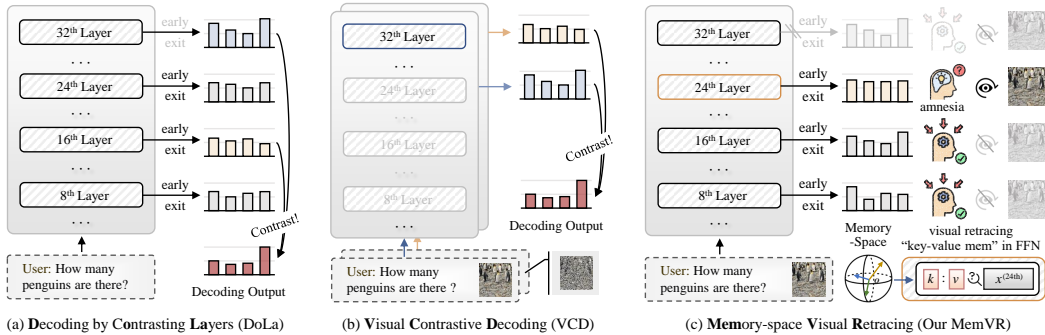 32th Layer
. . .
24th Layer
. . .
16th Layer
. . .
8th Layer
. . .
early
exit
early
exit
early
exit
early
exit
Contrast!
Decoding Output
User: How many
penguins are there?
(a) Decoding by Contrasting Layers (DoLa)
32th Layer
. . .
24th Layer
. . .
16th Layer
. . .
8th Layer
. . .
Contrast!
Decoding Output
User: How many
penguins are there ?
(b) Visual Contrastive Decoding (VCD)
32th Layer
. . .
24th Layer
. . .
16th Layer
. . .
8th Layer
. . .
early
exit
early
exit
early
exit
early
exit
?
amnesia
Memory
-Space
visual retracing
“key-value mem” in FFN
User: How many
penguins are there?
k : v ? x(24th)
(c) Memory-space Visual Retracing (Our MemVR)